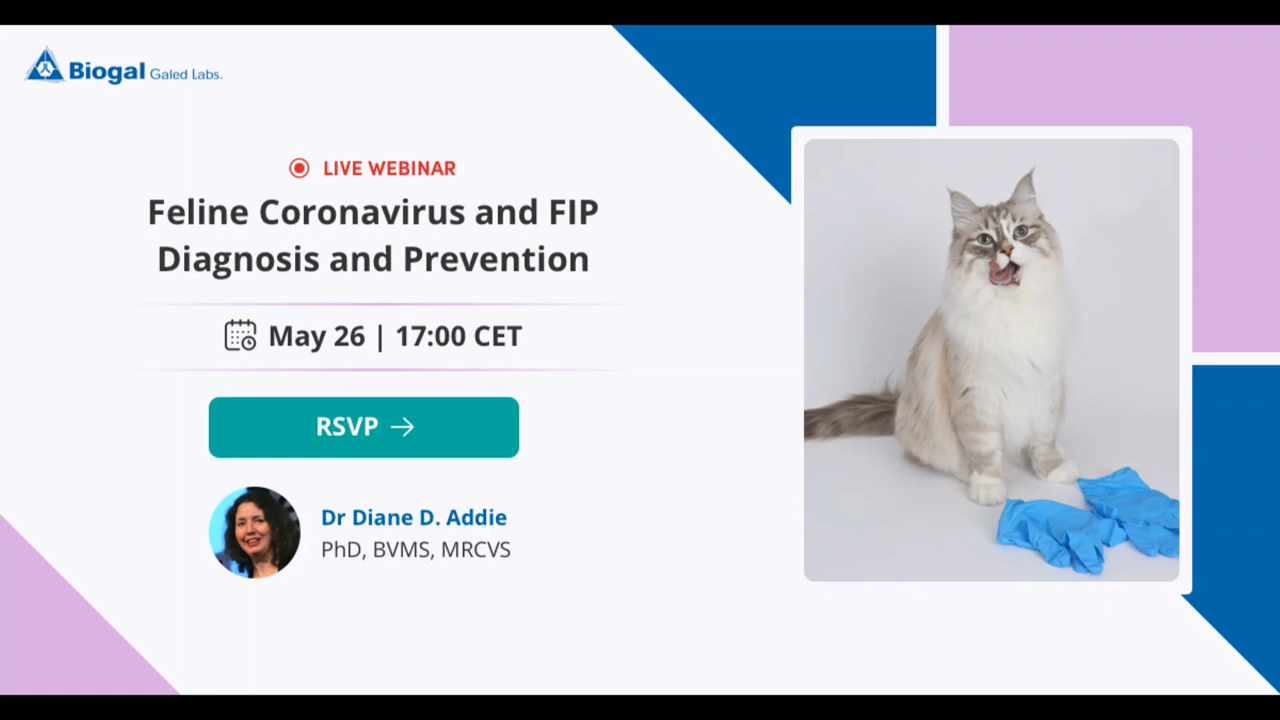 Biogal Galed Labs.
LIVE WEBINAR
Feline Coronavirus and FIP
Diagnosis and Prevention
May 26 | 17:00 CET
RSVP →
Dr Diane D. Addie
PhD, BVMS, MRCVS